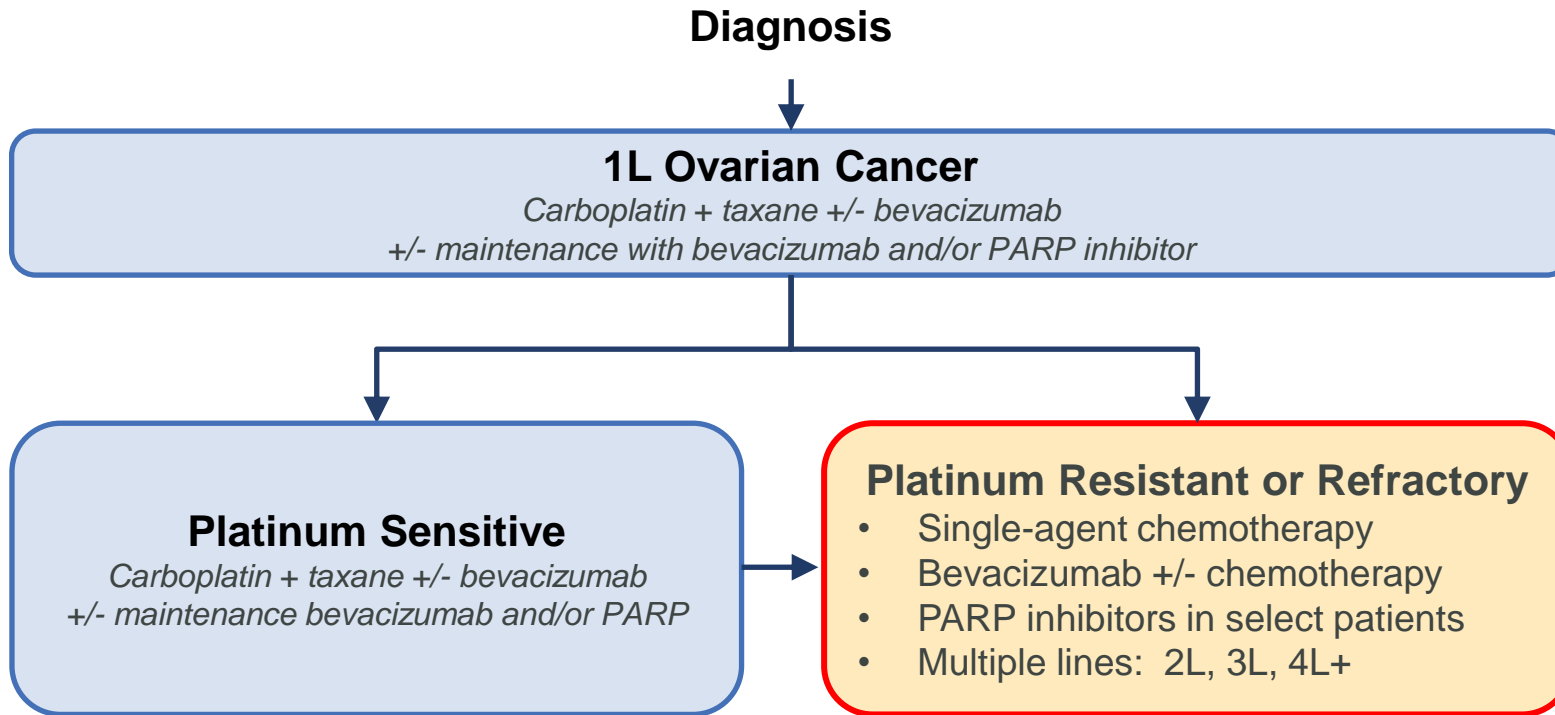 Diagnosis
1L Ovarian Cancer
Carboplatin + taxane +/- bevacizumab
+/- maintenance with bevacizumab and/or PARP inhibitor
Platinum Sensitive
Carboplatin + taxane +/- bevacizumab
+/- maintenance bevacizumab and/or PARP
Platinum Resistant or Refractory
• Single-agent chemotherapy
• Bevacizumab +/- chemotherapy
• PARP inhibitors in select patients
• Multiple lines: 2L, 3L, 4L+